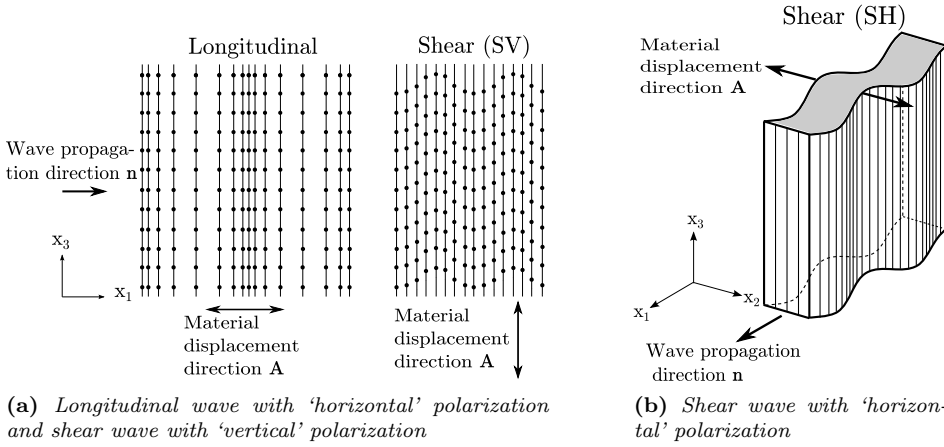 Longitudinal
Shear (SV)
Wave propaga-
tion direction n
x3
x1
Material
displacement
direction A
Material
displacement
direction A
(a) Longitudinal wave with ‘horizontal’ polarization
and shear wave with ‘vertical’ polarization
Shear (SH)
Material
displacement
direction A
x3
x2
x1
Wave propagation
direction n
(b) Shear wave with ‘horizon-
tal’ polarization